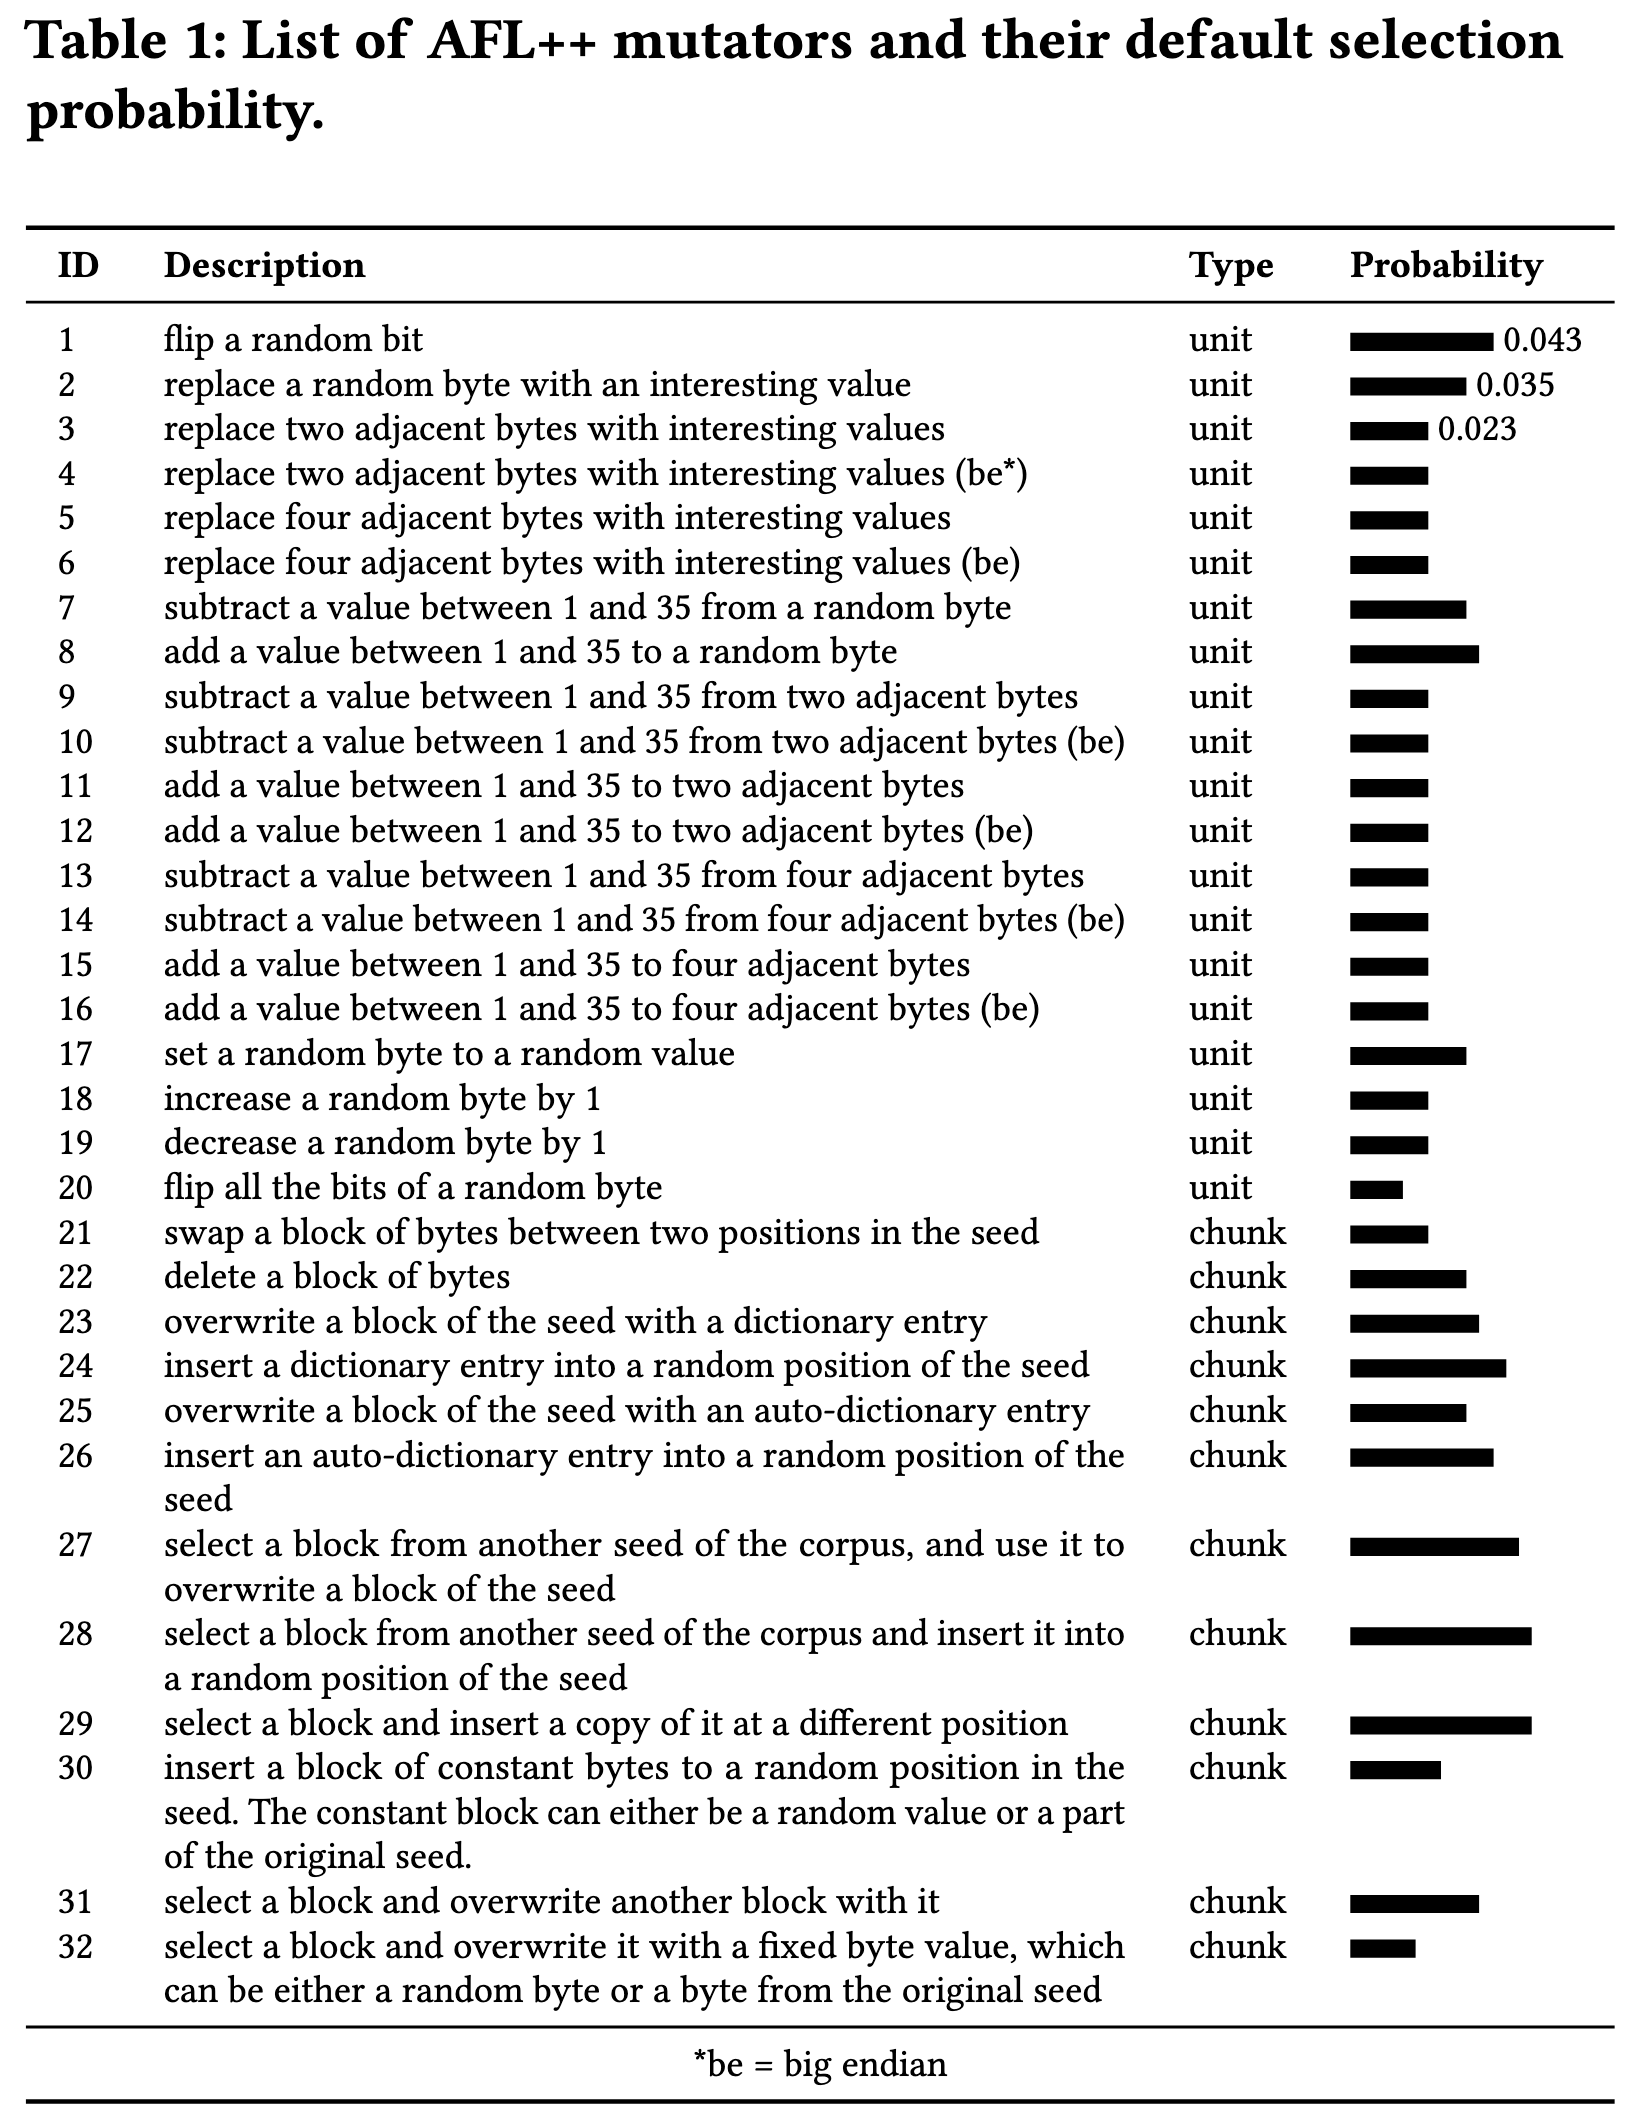 Table 1: List of AFL++ mutators and their default selection
probability.
ID Description Type Probability
1 flip a random bit unit 0.043
2 replace a random byte with an interesting value unit 0.035
3 replace two adjacent bytes with interesting values unit 0.023
4 replace two adjacent bytes with interesting values (be*) unit
5 replace four adjacent bytes with interesting values unit
6 replace four adjacent bytes with interesting values (be) unit
7 subtract a value between 1 and 35 from a random byte unit
8 add a value between 1 and 35 to a random byte unit
9 subtract a value between 1 and 35 from two adjacent bytes unit
10 subtract a value between 1 and 35 from two adjacent bytes (be) unit
11 add a value between 1 and 35 to two adjacent bytes unit
12 add a value between 1 and 35 to two adjacent bytes (be) unit
13 subtract a value between 1 and 35 from four adjacent bytes unit
14 subtract a value between 1 and 35 from four adjacent bytes (be) unit
15 add a value between 1 and 35 to four adjacent bytes unit
16 add a value between 1 and 35 to four adjacent bytes (be) unit
17 set a random byte to a random value unit
18 increase a random byte by 1 unit
19 decrease a random byte by 1 unit
20 flip all the bits of a random byte unit
21 swap a block of bytes between two positions in the seed chunk
22 delete a block of bytes chunk
23 overwrite a block of the seed with a dictionary entry chunk
24 insert a dictionary entry into a random position of the seed chunk
25 overwrite a block of the seed with an auto-dictionary entry chunk
26 insert an auto-dictionary entry into a random position of the chunk
seed
27 select a block from another seed of the corpus, and use it to chunk
overwrite a block of the seed
28 select a block from another seed of the corpus and insert it into chunk
a random position of the seed
29 select a block and insert a copy of it at a different position chunk
30 insert a block of constant bytes to a random position in the chunk
seed. The constant block can either be a random value or a part
of the original seed.
31 select a block and overwrite another block with it chunk
32 select a block and overwrite it with a fixed byte value, which chunk
can be either a random byte or a byte from the original seed
*be = big endian